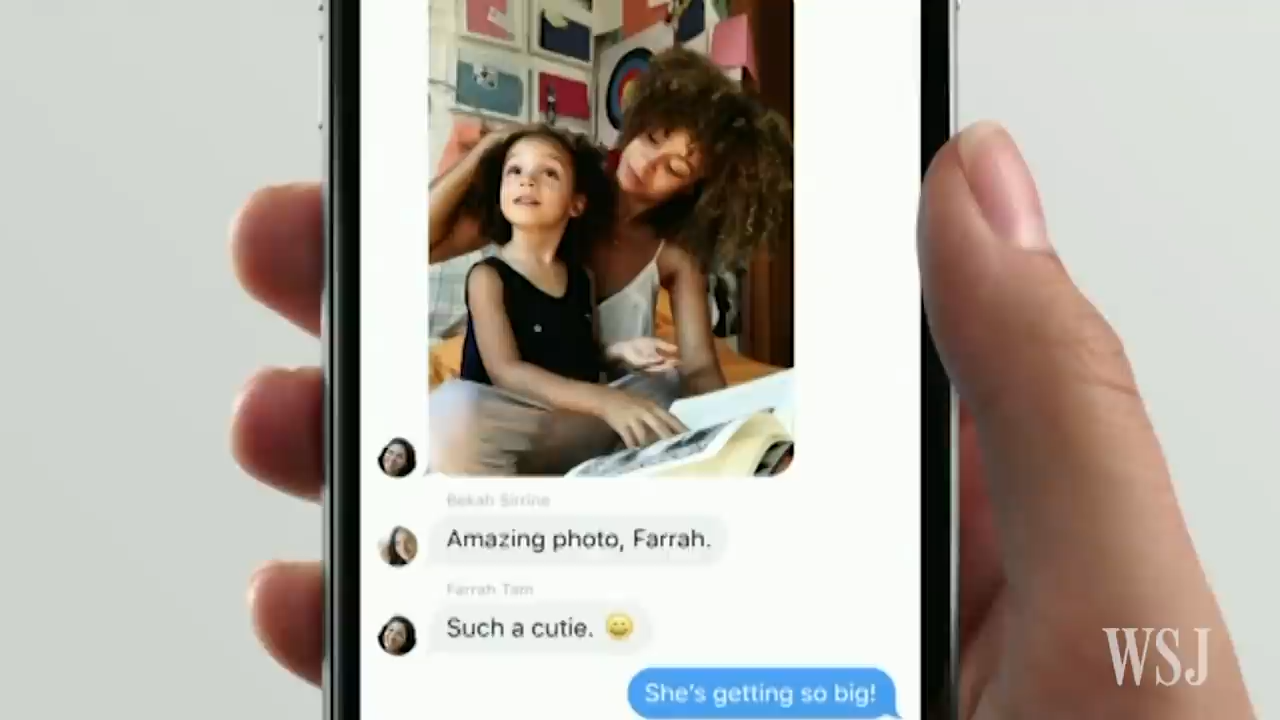 Bekah Sirrine
Amazing photo, Farrah.
Farrah Tam
Such a cutie. 😀
She's getting so big!
WSJ